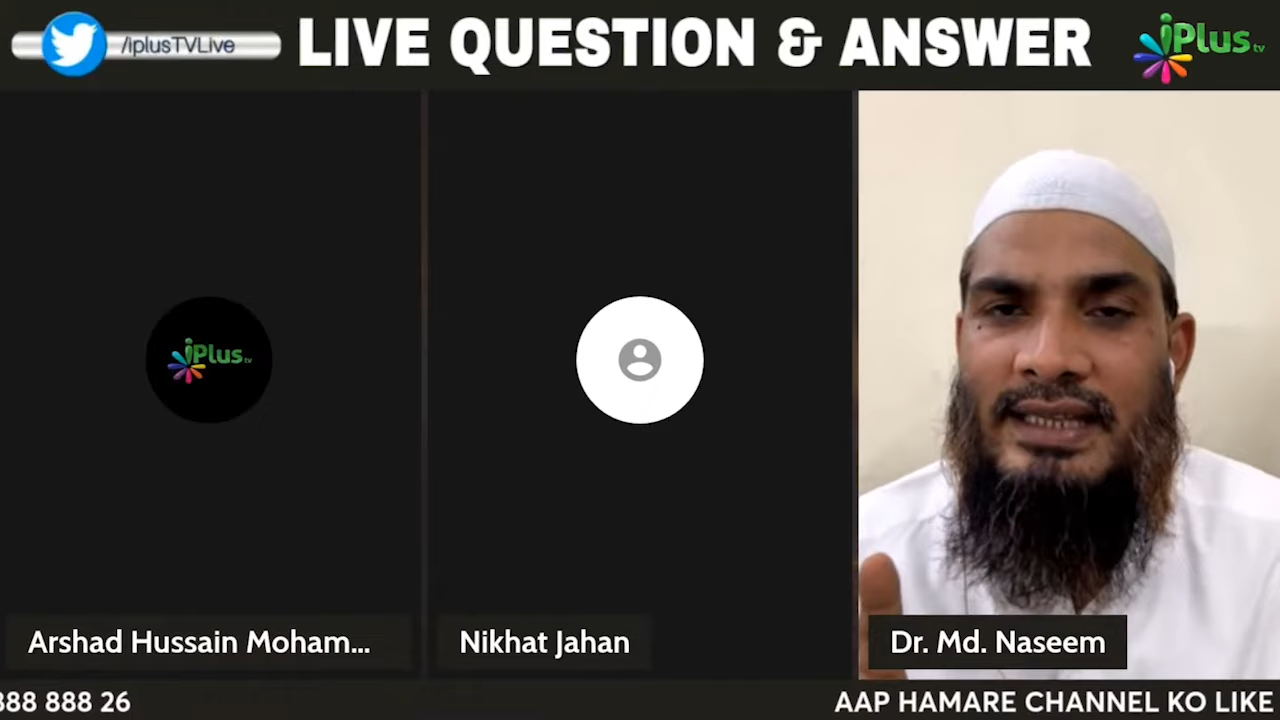 /iplusTVLive
LIVE QUESTION & ANSWER
iPlus tv
iPlus tv
Arshad Hussain Moham...
Nikhat Jahan
Dr. Md. Naseem
888 888 26
AAP HAMARE CHANNEL KO LIKE